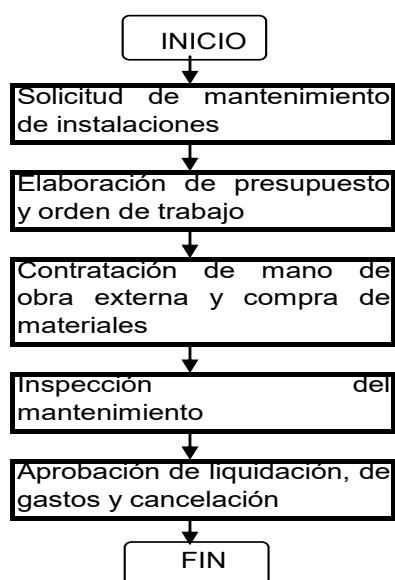 INICIO
Solicitud de mantenimiento
de instalaciones
Elaboración de presupuesto
y orden de trabajo
Contratación de mano de
obra externa y compra de
materiales
Inspección del
mantenimiento
Aprobación de liquidación, de
gastos y cancelación
FIN